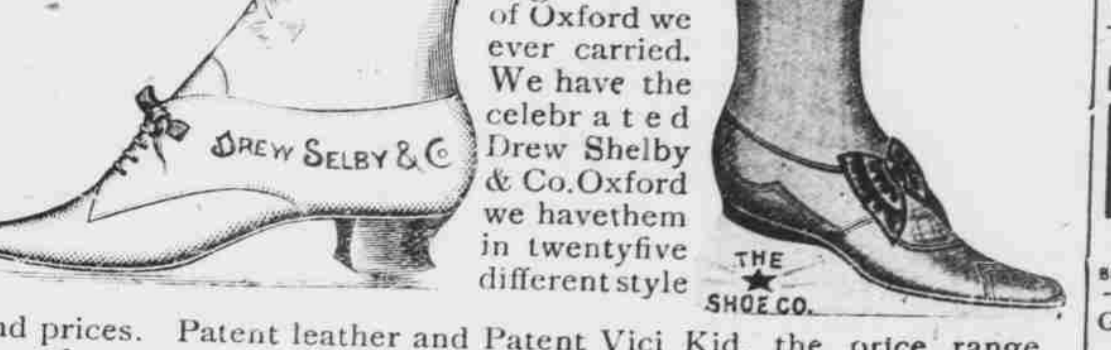 of Oxford we
ever carried.
We have the
celebrated
Drew Shelby
& Co.Oxford
we havethem
in twentyfive
different style
DREW SELBY & Co
THE
SHOE CO.
nd prices. Patent leather and Patent Vici Kid the price range